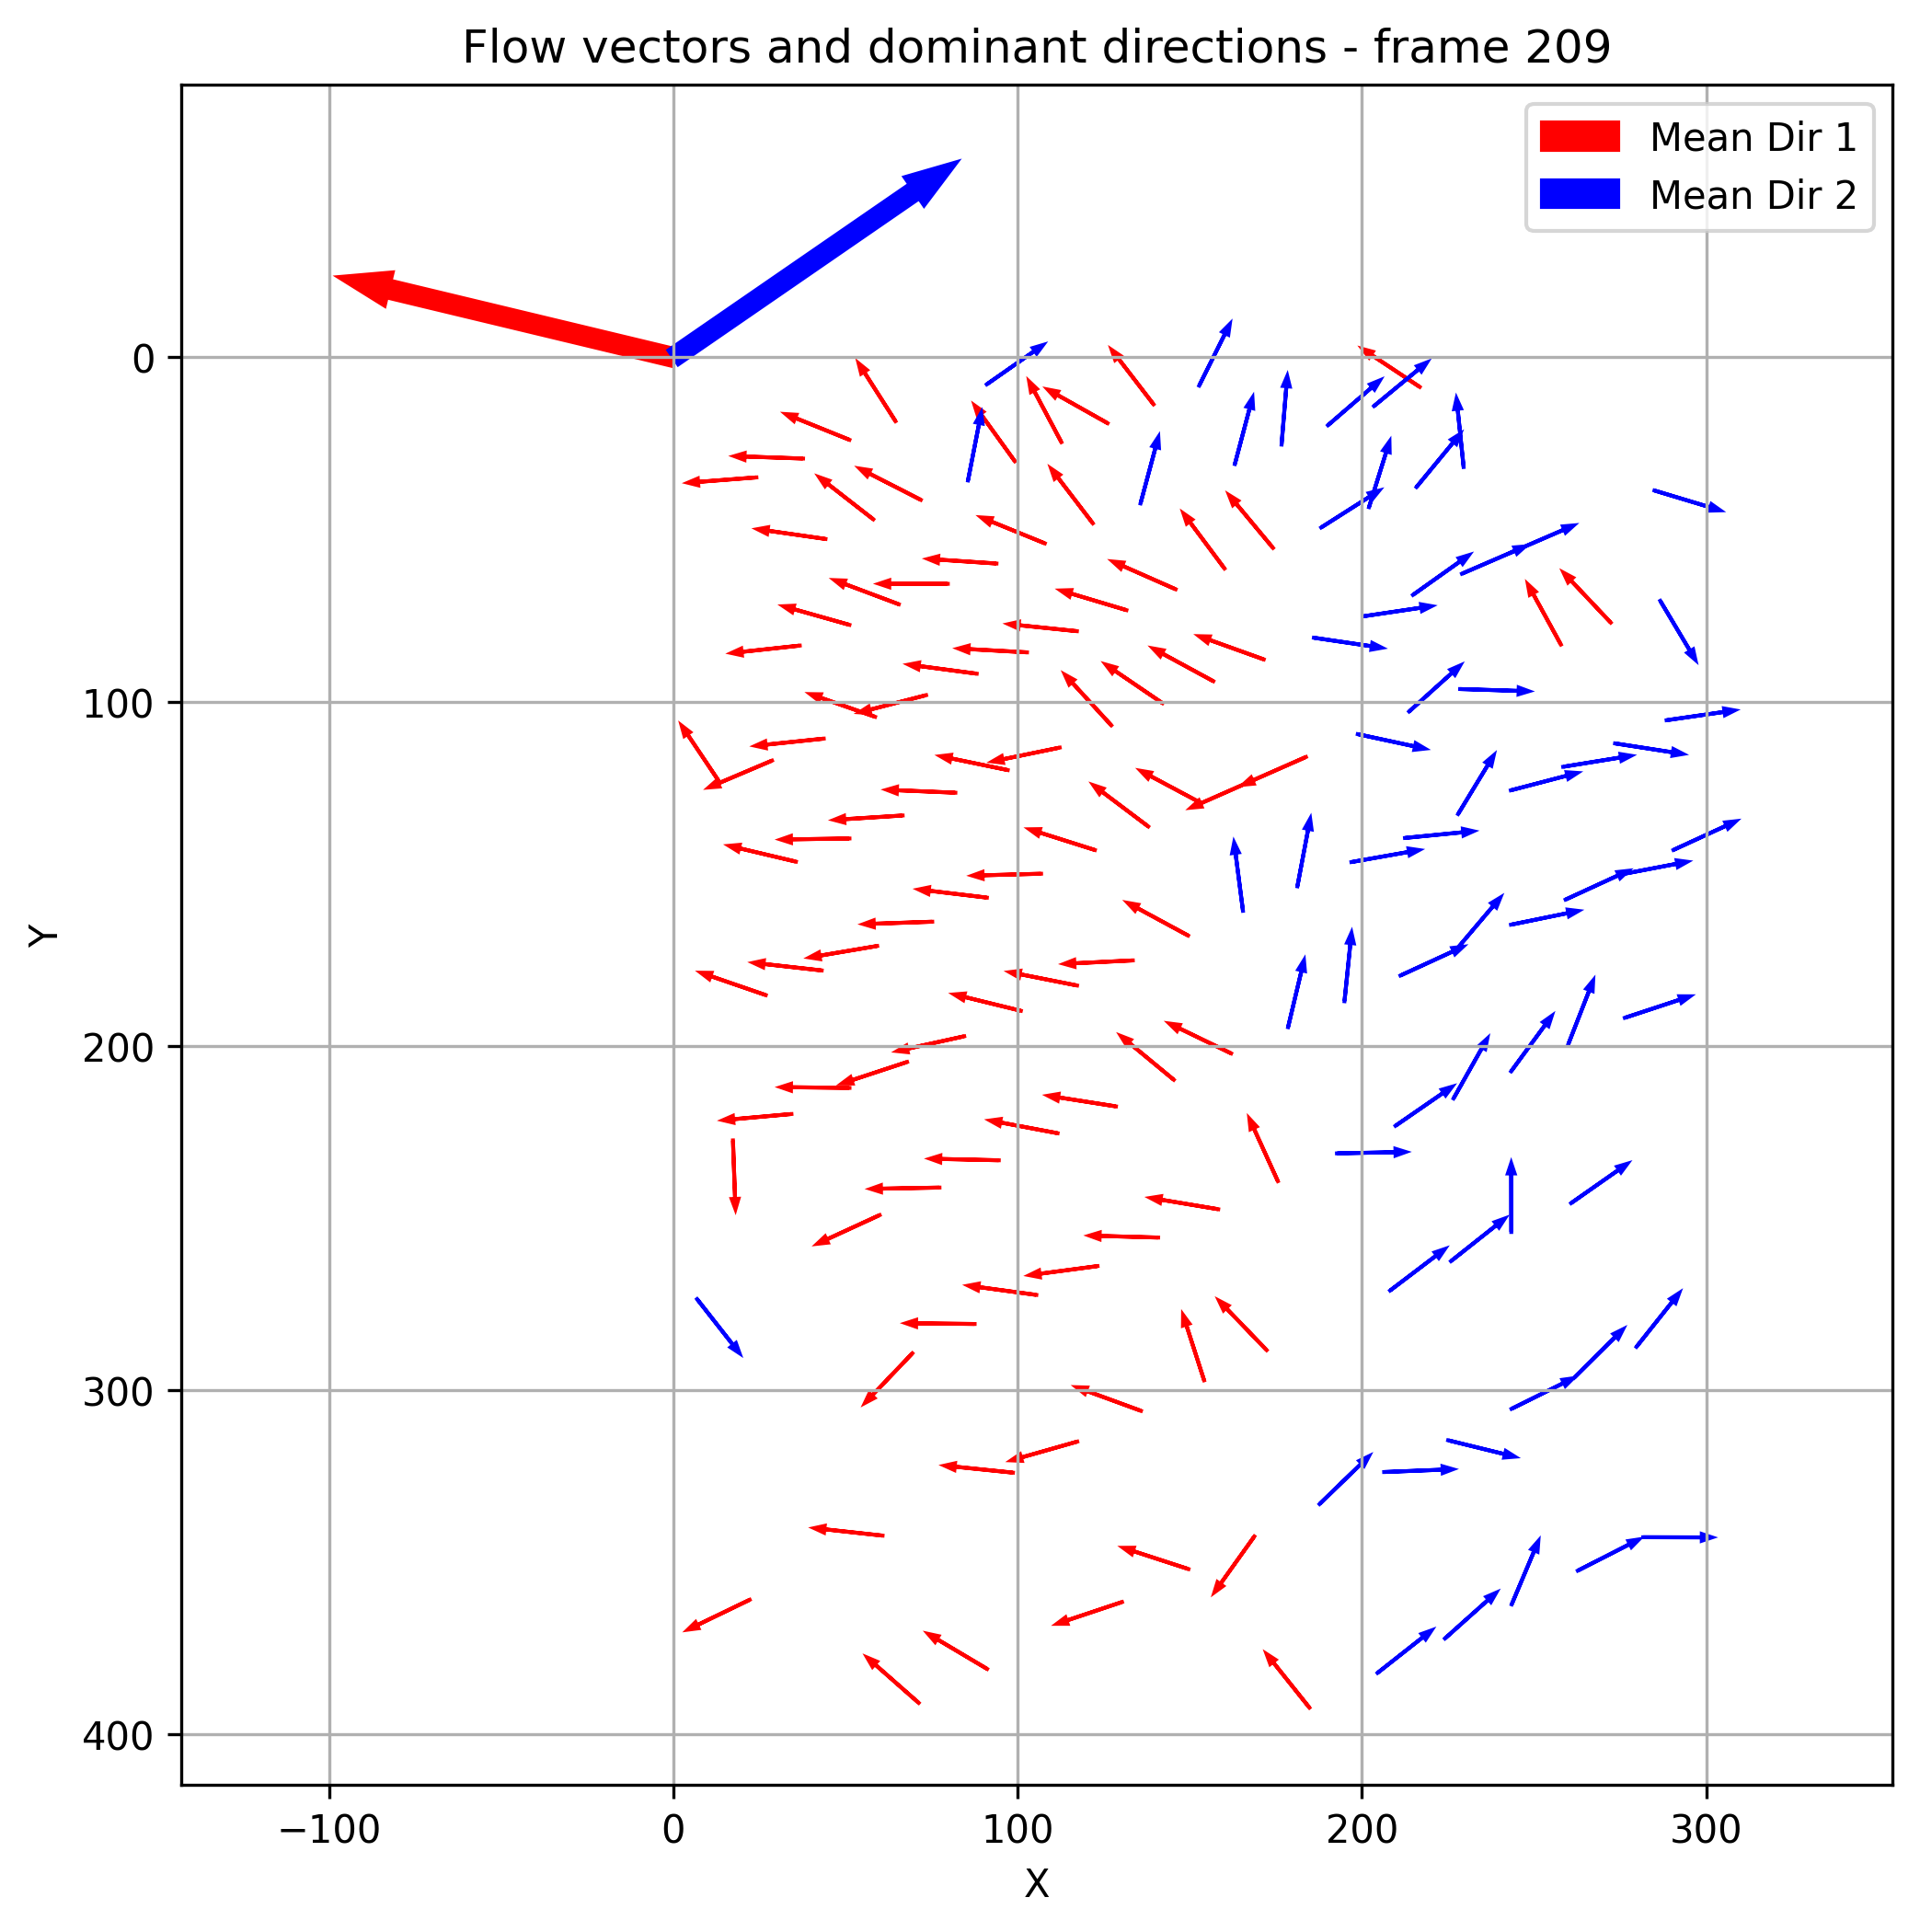 Flow vectors and dominant directions - frame 209
Mean Dir 1
Mean Dir 2
0
100
200
300
400
Y
−100
0
100
200
300
X